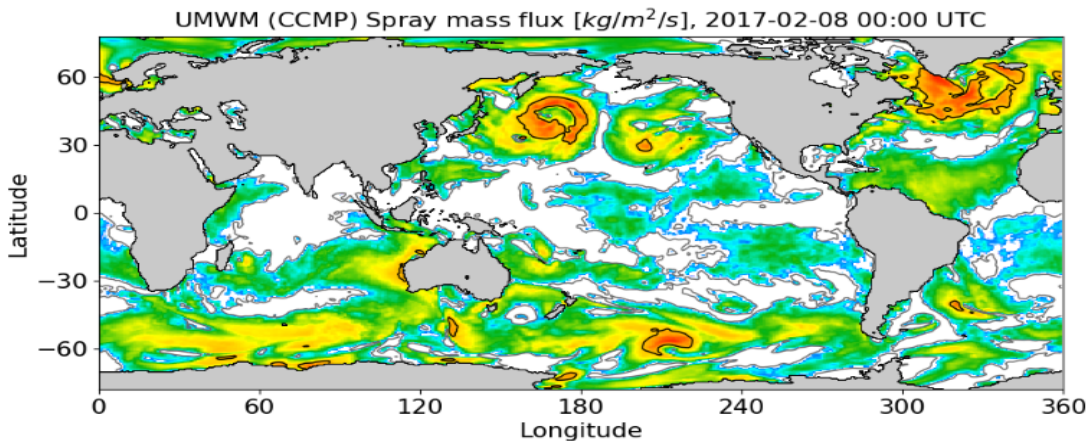 UMWM (CCMP) Spray mass flux [kg/m²/s], 2017-02-08 00:00 UTC
Latitude
60
30
0
−30
−60
0 60 120 180 240 300 360
Longitude